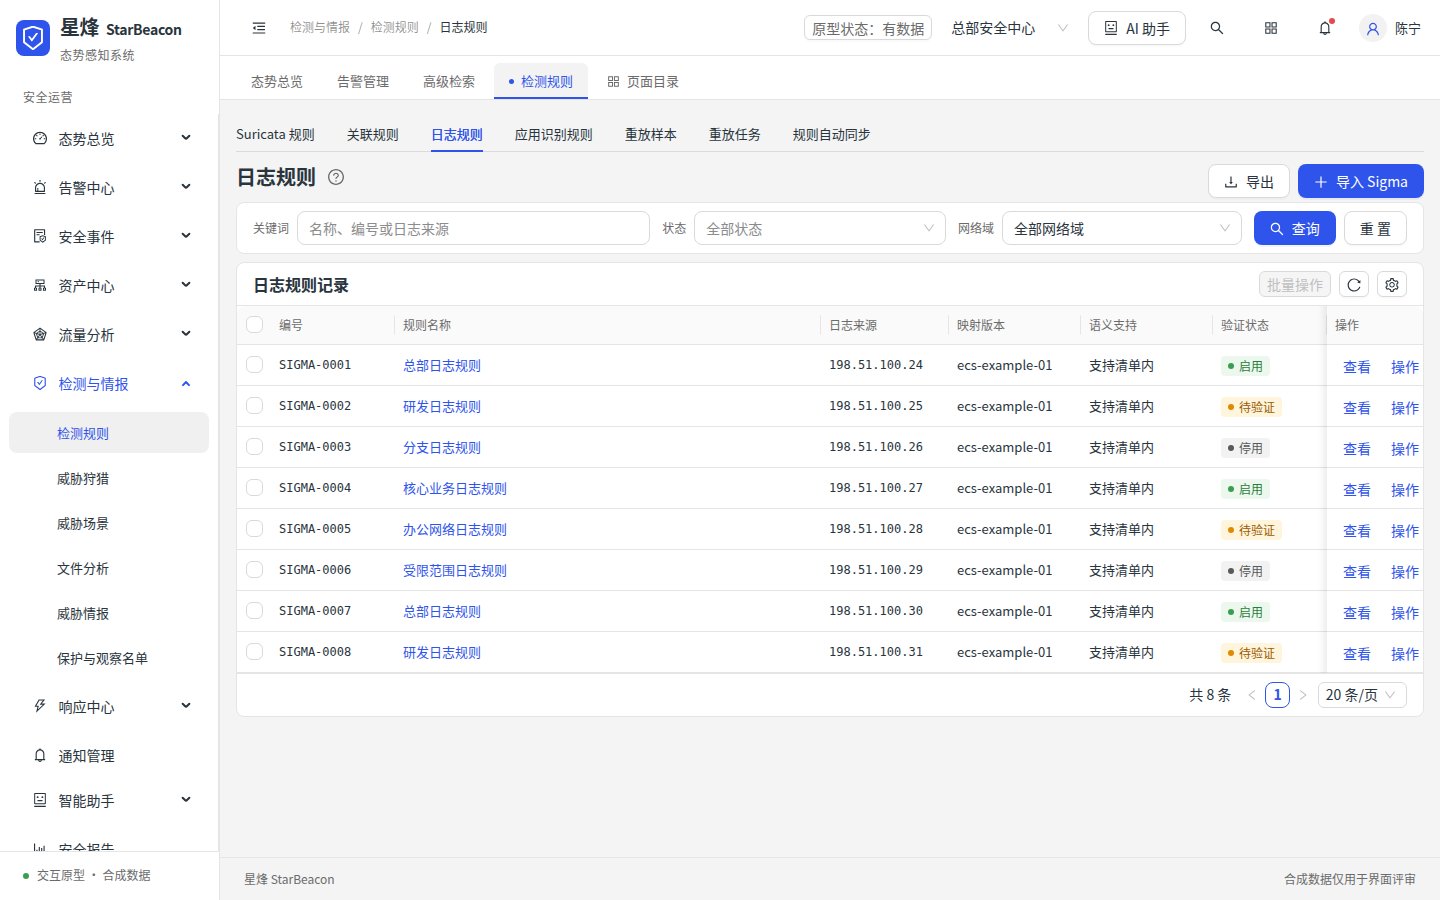 星烽 StarBeacon
态势感知系统
安全运营
态势总览
告警中心
安全事件
资产中心
流量分析
检测与情报
检测规则
威胁狩猎
威胁场景
文件分析
威胁情报
保护与观察名单
响应中心
通知管理
智能助手
安全报告
交互原型 · 合成数据
检测与情报 / 检测规则 / 日志规则
原型状态：有数据
总部安全中心
AI 助手
陈宁
态势总览 告警管理 高级检索 检测规则 页面目录
Suricata 规则 关联规则 日志规则 应用识别规则 重放样本 重放任务 规则自动同步
日志规则
导出
导入 Sigma
关键词 名称、编号或日志来源 状态 全部状态 网络域 全部网络域 查询 重 置
日志规则记录
批量操作
编号 规则名称 日志来源 映射版本 语义支持 验证状态 操作
SIGMA-0001 总部日志规则 198.51.100.24 ecs-example-01 支持清单内 启用 查看 操作
SIGMA-0002 研发日志规则 198.51.100.25 ecs-example-01 支持清单内 待验证 查看 操作
SIGMA-0003 分支日志规则 198.51.100.26 ecs-example-01 支持清单内 停用 查看 操作
SIGMA-0004 核心业务日志规则 198.51.100.27 ecs-example-01 支持清单内 启用 查看 操作
SIGMA-0005 办公网络日志规则 198.51.100.28 ecs-example-01 支持清单内 待验证 查看 操作
SIGMA-0006 受限范围日志规则 198.51.100.29 ecs-example-01 支持清单内 停用 查看 操作
SIGMA-0007 总部日志规则 198.51.100.30 ecs-example-01 支持清单内 启用 查看 操作
SIGMA-0008 研发日志规则 198.51.100.31 ecs-example-01 支持清单内 待验证 查看 操作
共 8 条 1 20 条/页
星烽 StarBeacon
合成数据仅用于界面评审